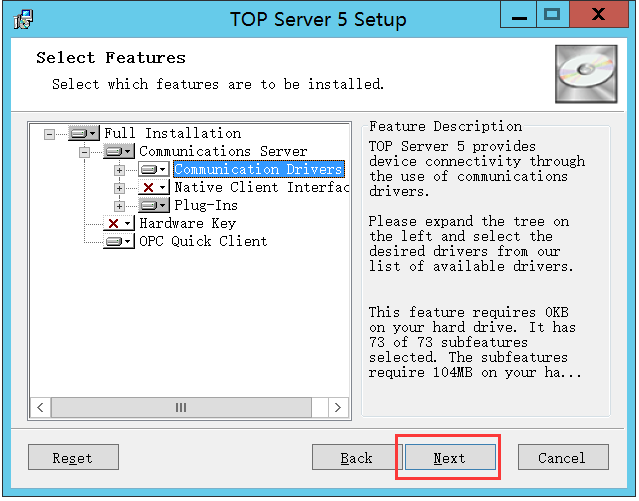 TOP Server 5 Setup
Select Features
Select which features are to be installed.
Full Installation
Communications Server
Communication Drivers
Native Client Interfac
Plug-Ins
Hardware Key
OPC Quick Client
Feature Description
TOP Server 5 provides
device connectivity through
the use of communications
drivers.
Please expand the tree on
the left and select the
desired drivers from our
list of available drivers.
This feature requires 0KB
on your hard drive. It has
73 of 73 subfeatures
selected. The subfeatures
require 104MB on your ha...
Reset
Back
Next
Cancel